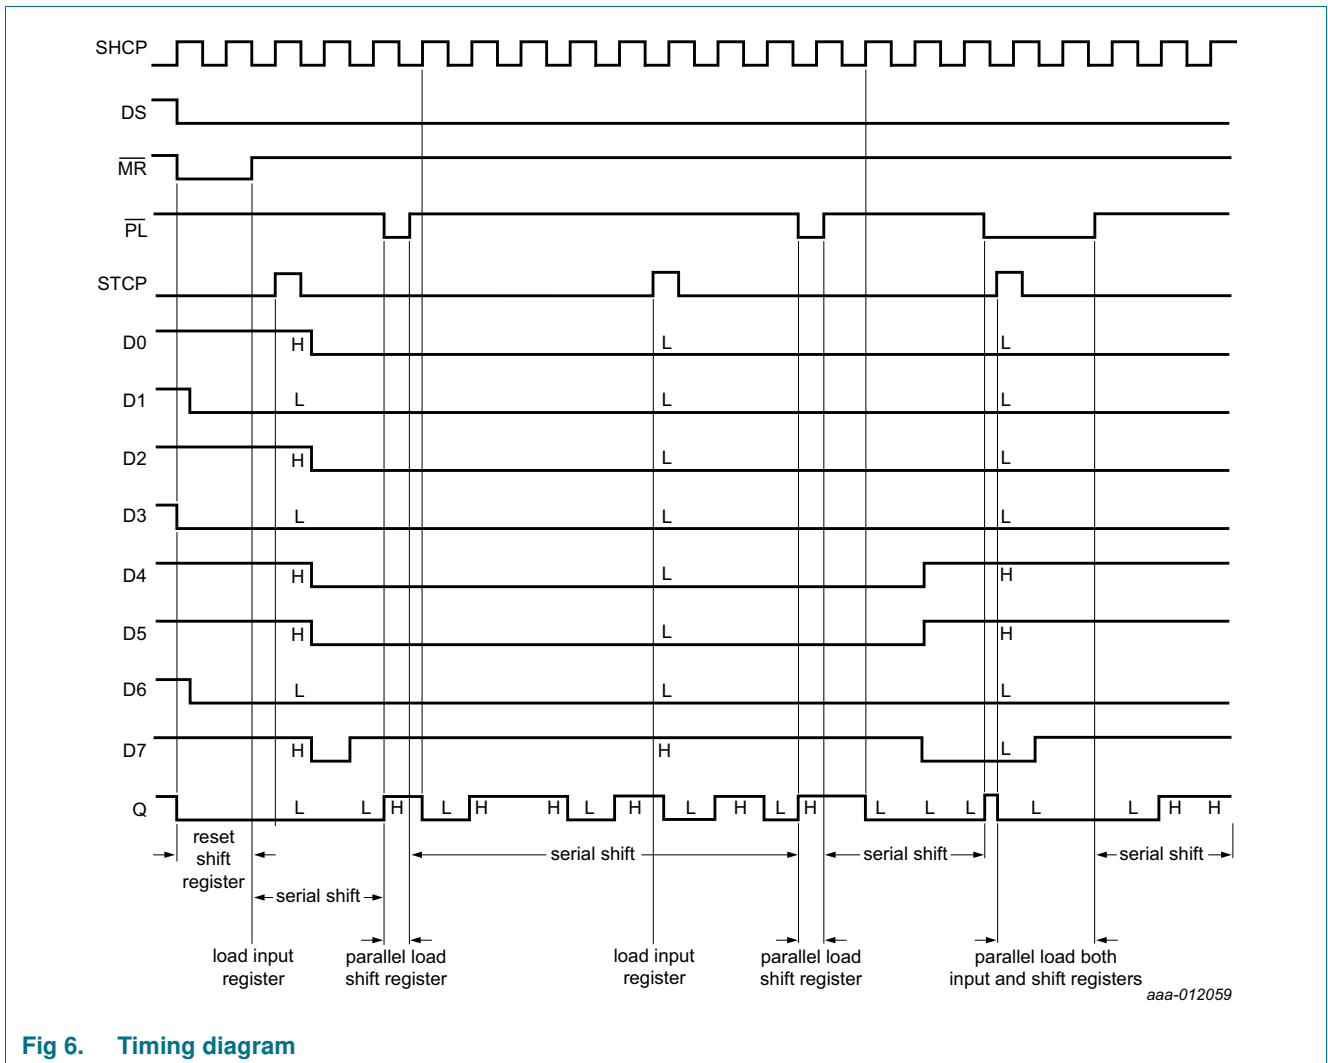 SHCP
DS
MR
PL
STCP
D0 H L L
D1 L L L
D2 H L L
D3 L L L
D4 H L H
D5 H L H
D6 L L L
D7 H H L
Q L L H L H H L H L H L H L L L L L H H
reset
shift
register
serial shift
serial shift
serial shift
serial shift
load input
register
parallel load
shift register
load input
register
parallel load
shift register
parallel load both
input and shift registers
aaa-012059
Fig 6. Timing diagram